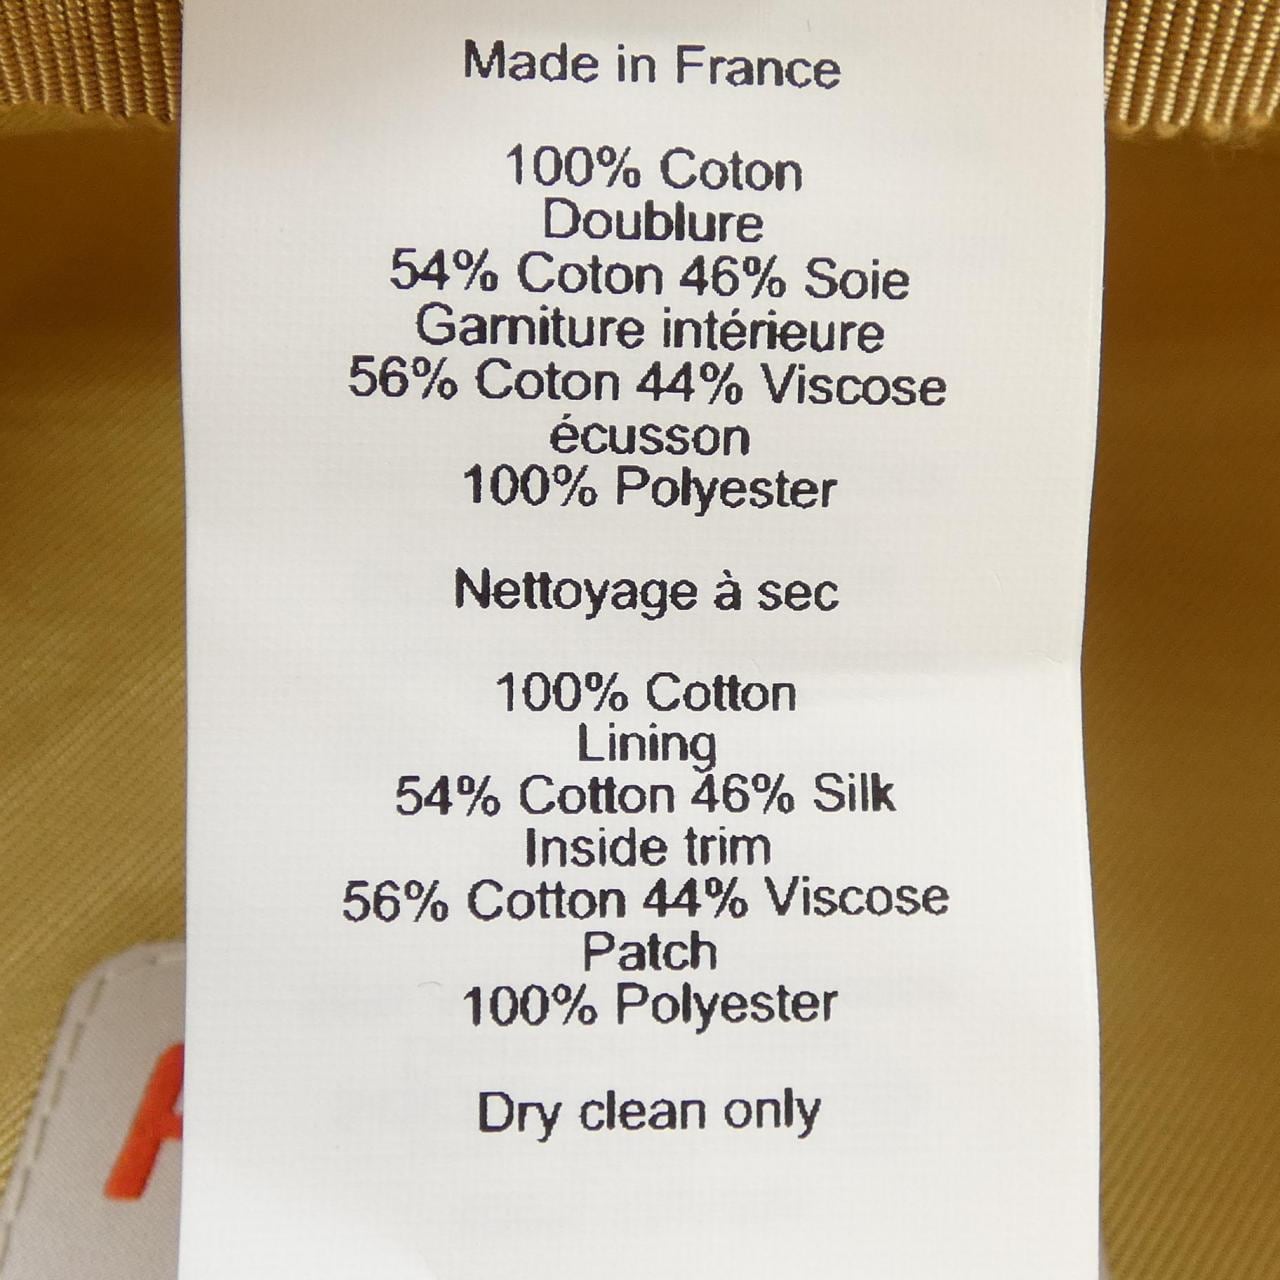 Made in France
100% Coton
Doublure
54% Coton 46% Soie
Garniture intérieure
56% Coton 44% Viscose
écusson
100% Polyester
Nettoyage à sec
100% Cotton
Lining
54% Cotton 46% Silk
Inside trim
56% Cotton 44% Viscose
Patch
100% Polyester
Dry clean only